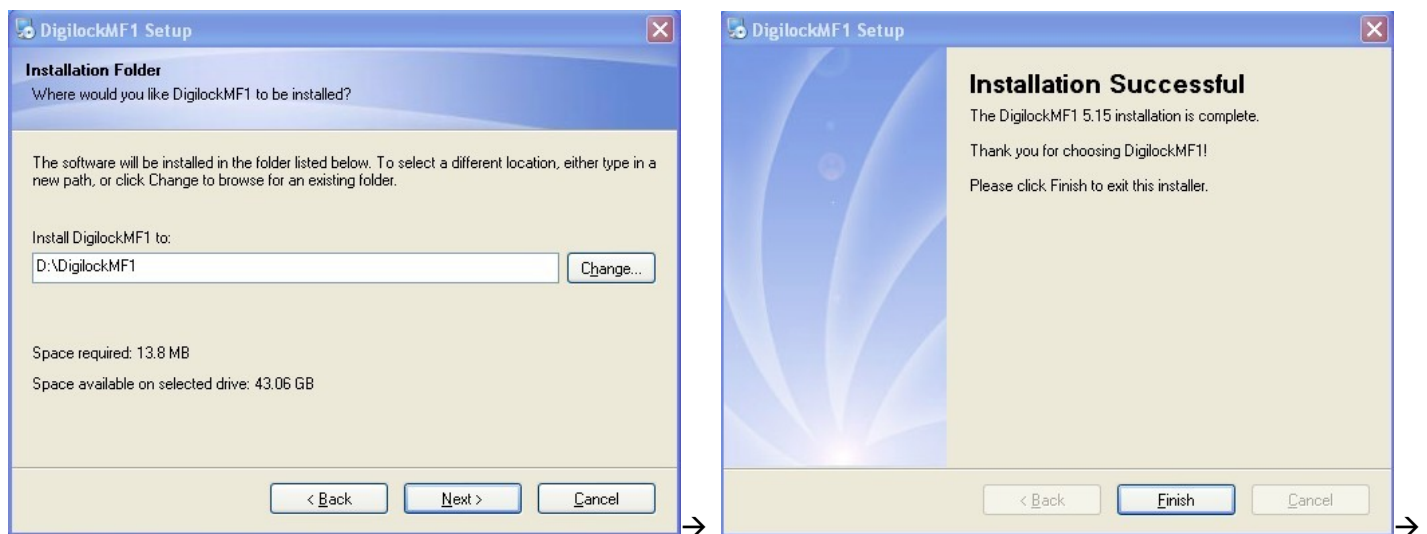 DigilockMF1 Setup
Installation Folder
Where would you like DigilockMF1 to be installed?
The software will be installed in the folder listed below. To select a different location, either type in a
new path, or click Change to browse for an existing folder.
Install DigilockMF1 to:
D:\DigilockMF1
Change...
Space required: 13.8 MB
Space available on selected drive: 43.06 GB
< Back
Next >
Cancel
→
DigilockMF1 Setup
Installation Successful
The DigilockMF1 5.15 installation is complete.
Thank you for choosing DigilockMF1!
Please click Finish to exit this installer.
< Back
Finish
Cancel
→